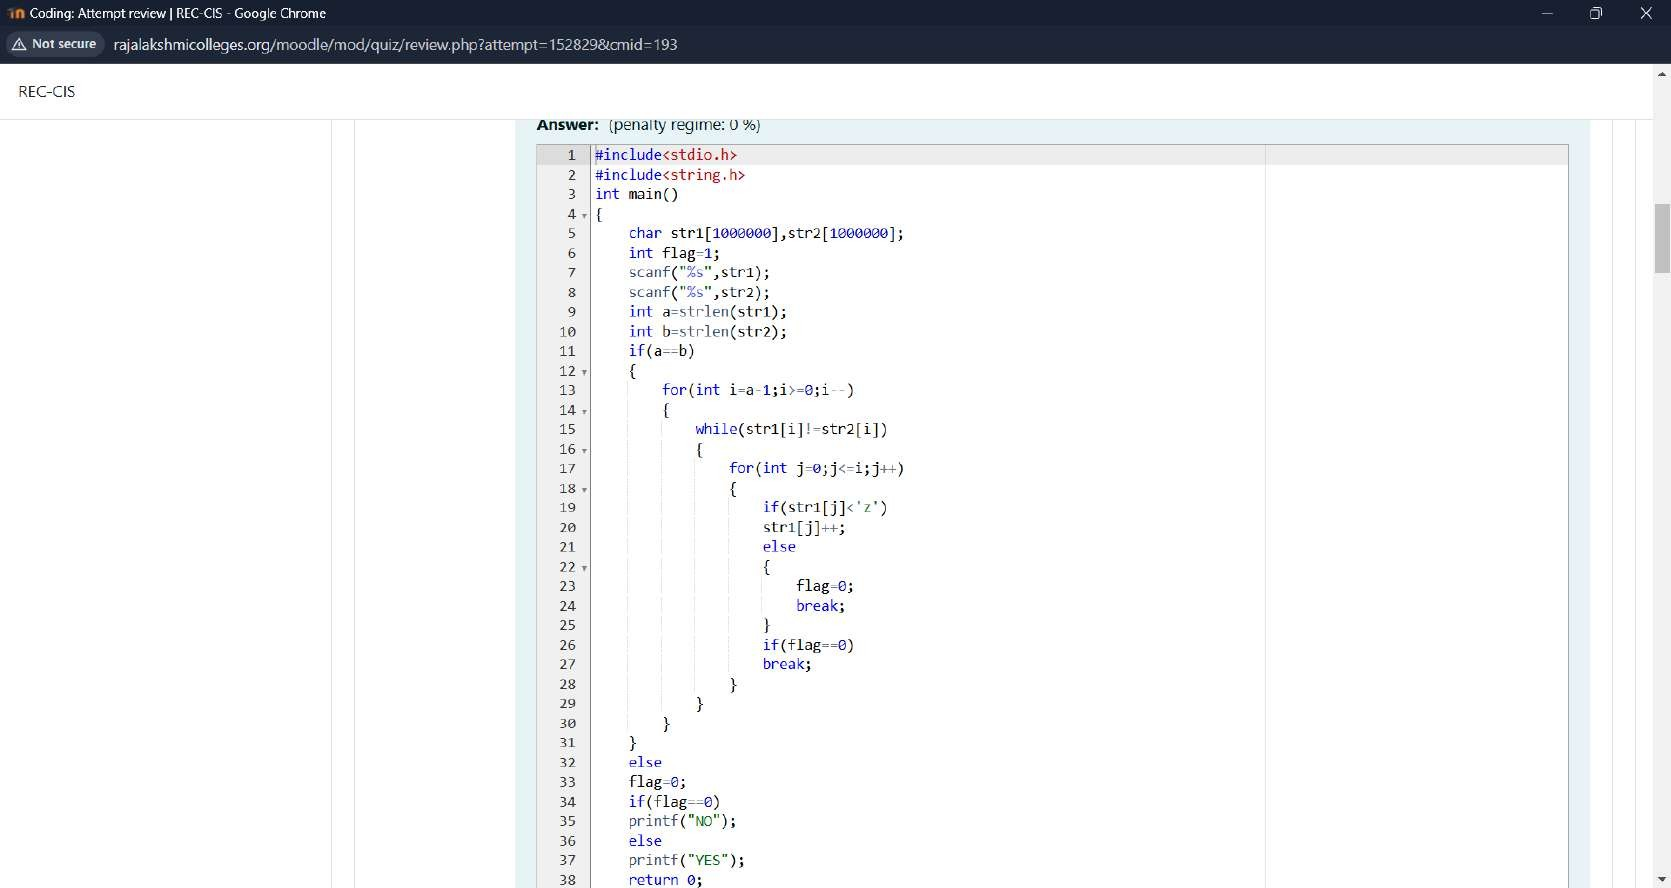 Coding: Attempt review | REC-CIS - Google Chrome
Not secure rajalakshmicolleges.org/moodle/mod/quiz/review.php?attempt=152829&cmid=193
REC-CIS
Answer: (penalty regime: 0 %)
1 #include<stdio.h>
2 #include<string.h>
3 int main()
4 {
5 char str1[1000000],str2[1000000];
6 int flag=1;
7 scanf("%s",str1);
8 scanf("%s",str2);
9 int a=strlen(str1);
10 int b=strlen(str2);
11 if(a==b)
12 {
13 for(int i=a-1;i>=0;i--)
14 {
15 while(str1[i]!=str2[i])
16 {
17 for(int j=0;j<=i;j++)
18 {
19 if(str1[j]<'z')
20 str1[j]++;
21 else
22 {
23 flag=0;
24 break;
25 }
26 if(flag==0)
27 break;
28 }
29 }
30 }
31 }
32 else
33 flag=0;
34 if(flag==0)
35 printf("NO");
36 else
37 printf("YES");
38 return 0;